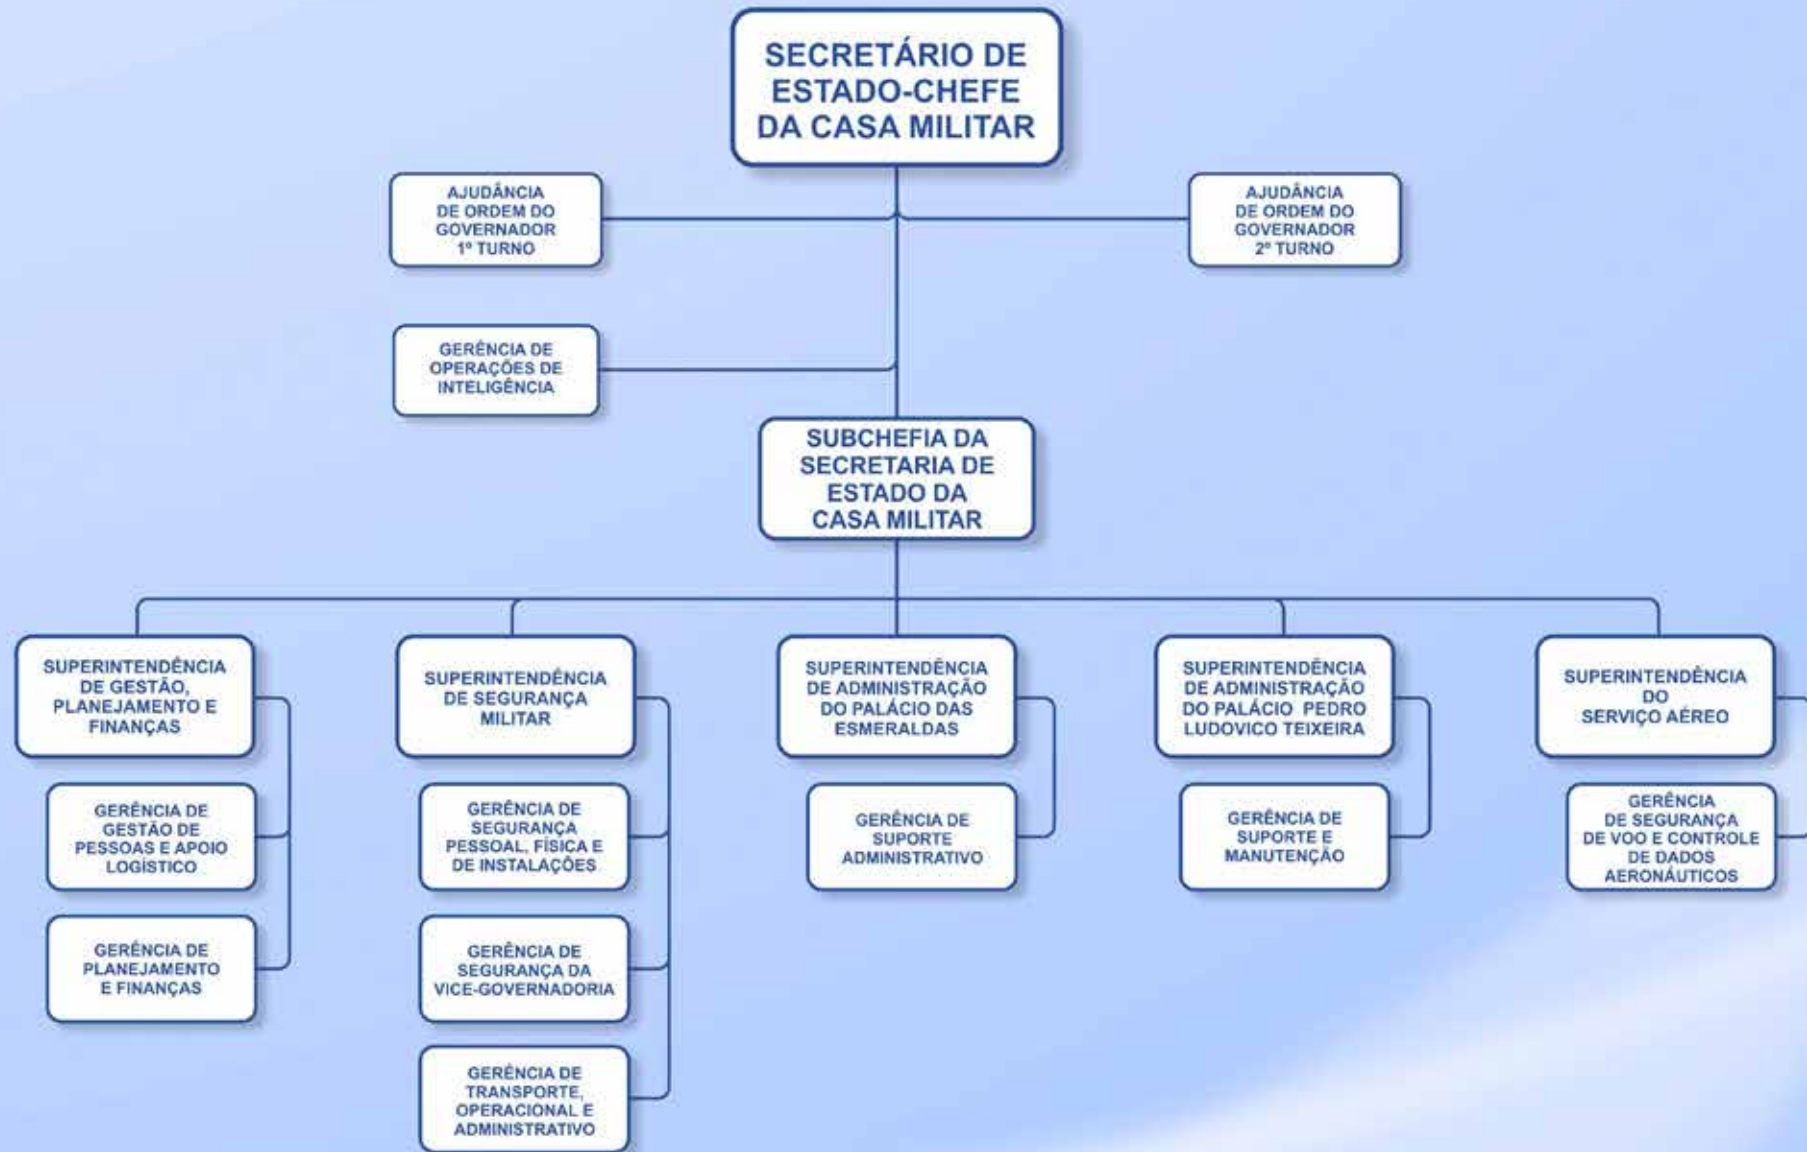 SECRETÁRIO DE
ESTADO-CHEFE
DA CASA MILITAR
AJUDÂNCIA
DE ORDEM DO
GOVERNADOR
1º TURNO
AJUDÂNCIA
DE ORDEM DO
GOVERNADOR
2º TURNO
GERÊNCIA DE
OPERAÇÕES DE
INTELIGÊNCIA
SUBCHEFIA DA
SECRETARIA DE
ESTADO DA
CASA MILITAR
SUPERINTENDÊNCIA
DE GESTÃO,
PLANEJAMENTO E
FINANÇAS
SUPERINTENDÊNCIA
DE SEGURANÇA
MILITAR
SUPERINTENDÊNCIA
DE ADMINISTRAÇÃO
DO PALÁCIO DAS
ESMERALDAS
SUPERINTENDÊNCIA
DE ADMINISTRAÇÃO
DO PALÁCIO PEDRO
LUDOVICO TEIXEIRA
SUPERINTENDÊNCIA
DO
SERVIÇO AÉREO
GERÊNCIA DE
GESTÃO DE
PESSOAS E APOIO
LOGÍSTICO
GERÊNCIA DE
SEGURANÇA
PESSOAL, FÍSICA E
DE INSTALAÇÕES
GERÊNCIA DE
SUPORTE
ADMINISTRATIVO
GERÊNCIA DE
SUPORTE E
MANUTENÇÃO
GERÊNCIA
DE SEGURANÇA
DE VOO E CONTROLE
DE DADOS
AERONÁUTICOS
GERÊNCIA DE
PLANEJAMENTO
E FINANÇAS
GERÊNCIA DE
SEGURANÇA DA
VICE-GOVERNADORIA
GERÊNCIA DE
TRANSPORTE,
OPERACIONAL E
ADMINISTRATIVO